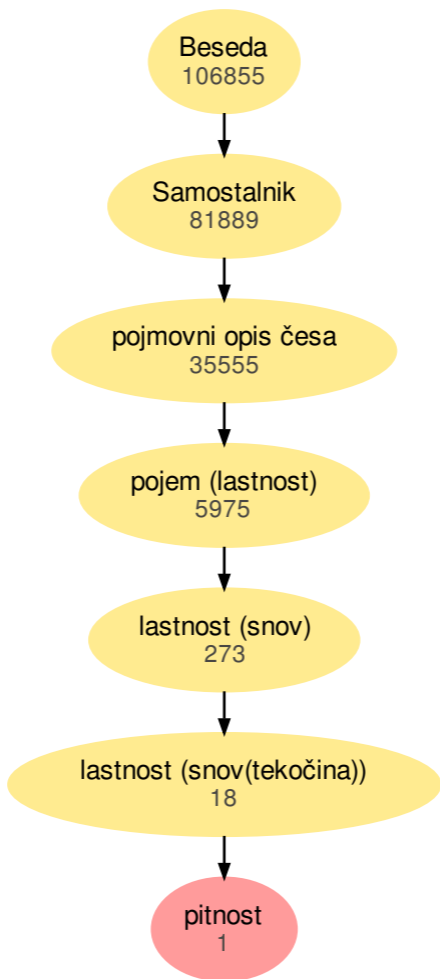 Beseda
106855
Samostalnik
81889
pojmovni opis česa
35555
pojem (lastnost)
5975
lastnost (snov)
273
lastnost (snov(tekočina))
18
pitnost
1